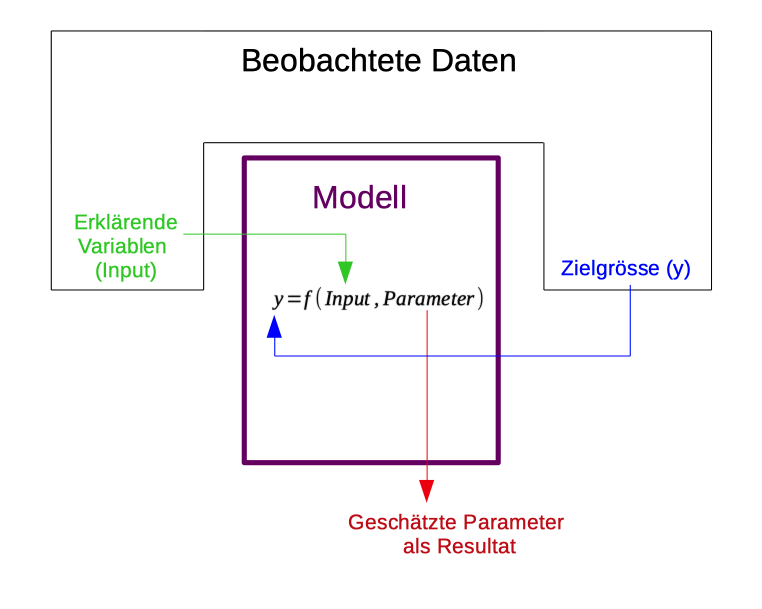 Beobachtete Daten
Modell
Erklärende
Variablen
(Input)
Zielgrösse (y)
y=f(Input,Parameter)
Geschätzte Parameter
als Resultat